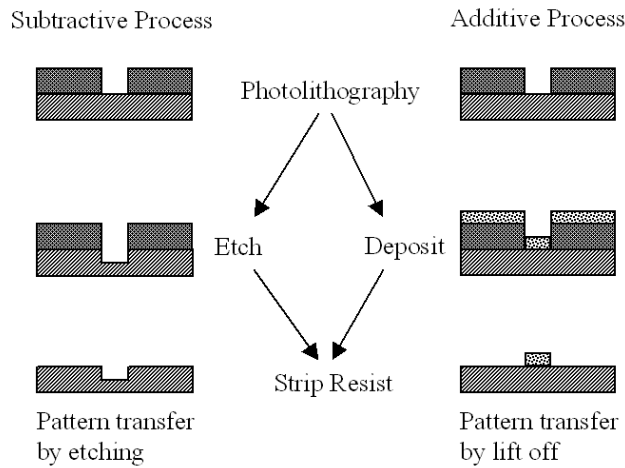 Subtractive Process
Additive Process
Photolithography
Etch
Deposit
Strip Resist
Pattern transfer
by etching
Pattern transfer
by lift off